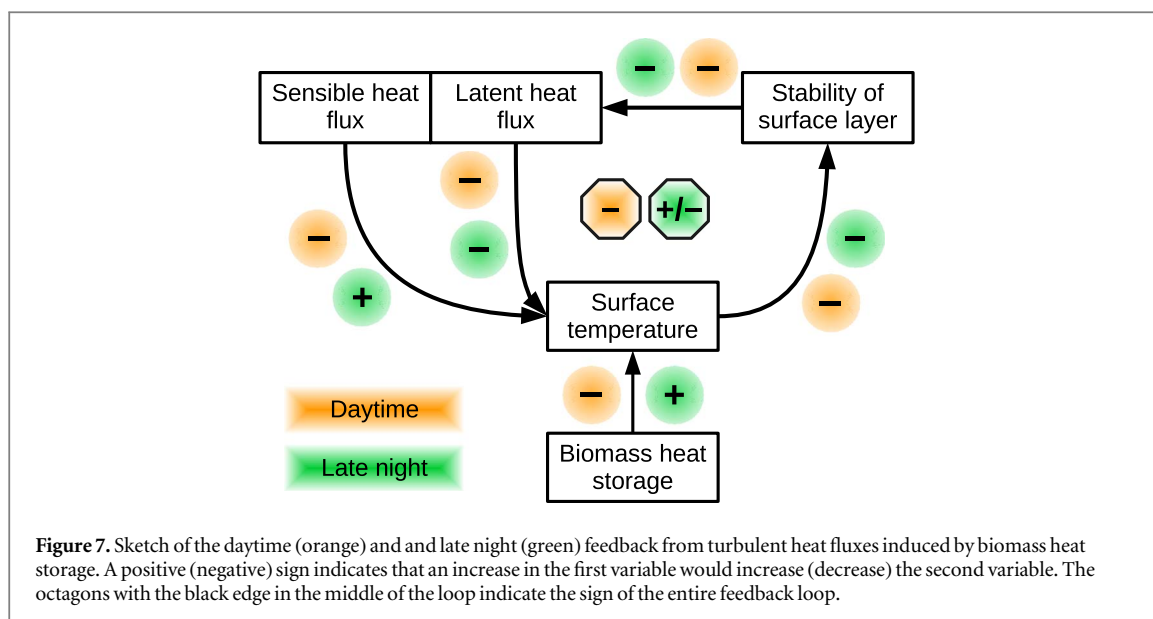 − −
Sensible heat flux
Latent heat flux
Stability of surface layer
−
−
− +/−
−
−
−
+
−
Surface temperature
− +
Daytime
Late night
Biomass heat storage
Figure 7. Sketch of the daytime (orange) and and late night (green) feedback from turbulent heat fluxes induced by biomass heat
storage. A positive (negative) sign indicates that an increase in the first variable would increase (decrease) the second variable. The
octagons with the black edge in the middle of the loop indicate the sign of the entire feedback loop.